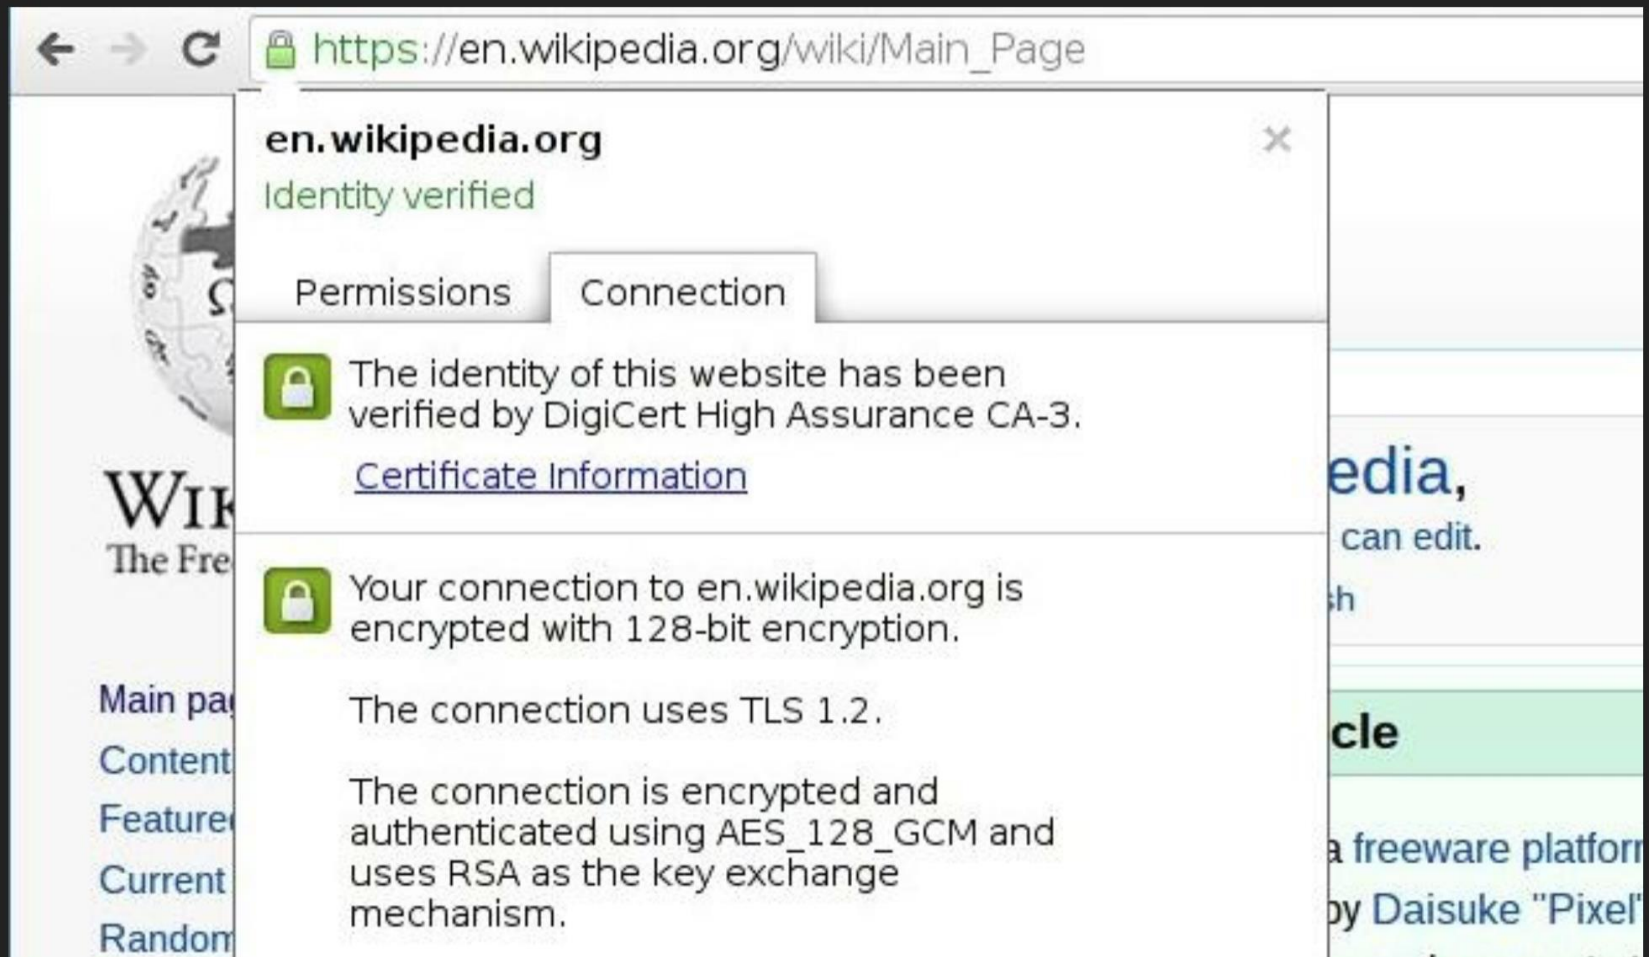 https://en.wikipedia.org/wiki/Main_Page
en.wikipedia.org
Identity verified
Permissions
Connection
The identity of this website has been
verified by DigiCert High Assurance CA-3.
Certificate Information
Your connection to en.wikipedia.org is
encrypted with 128-bit encryption.
The connection uses TLS 1.2.
The connection is encrypted and
authenticated using AES_128_GCM and
uses RSA as the key exchange
mechanism.
WIK
The Fre
Main pa
Content
Feature
Current
Random
edia,
can edit.
sh
cle
a freeware platfor
by Daisuke "Pixel"